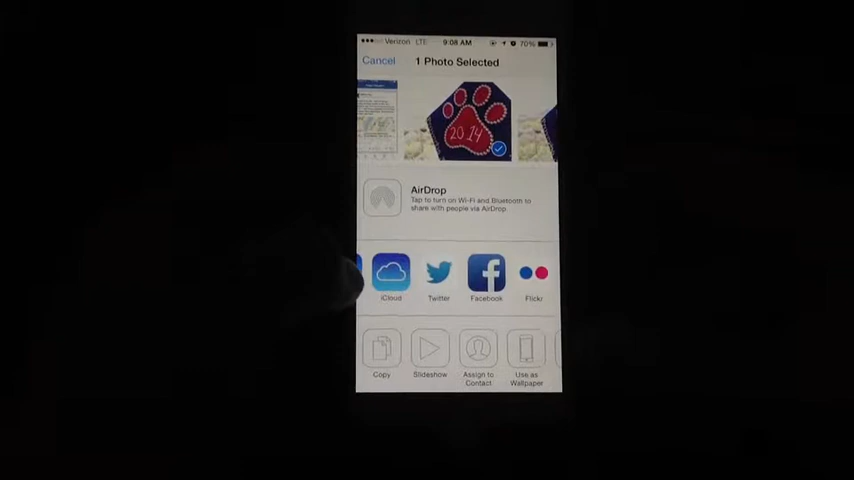 Verizon LTE 9:08 AM 70%
Cancel 1 Photo Selected
2014
AirDrop
Tap to turn on Wi-Fi and Bluetooth to
share with people via AirDrop.
iCloud Twitter Facebook Flickr
Copy Slideshow Assign to Contact Use as Wallpaper